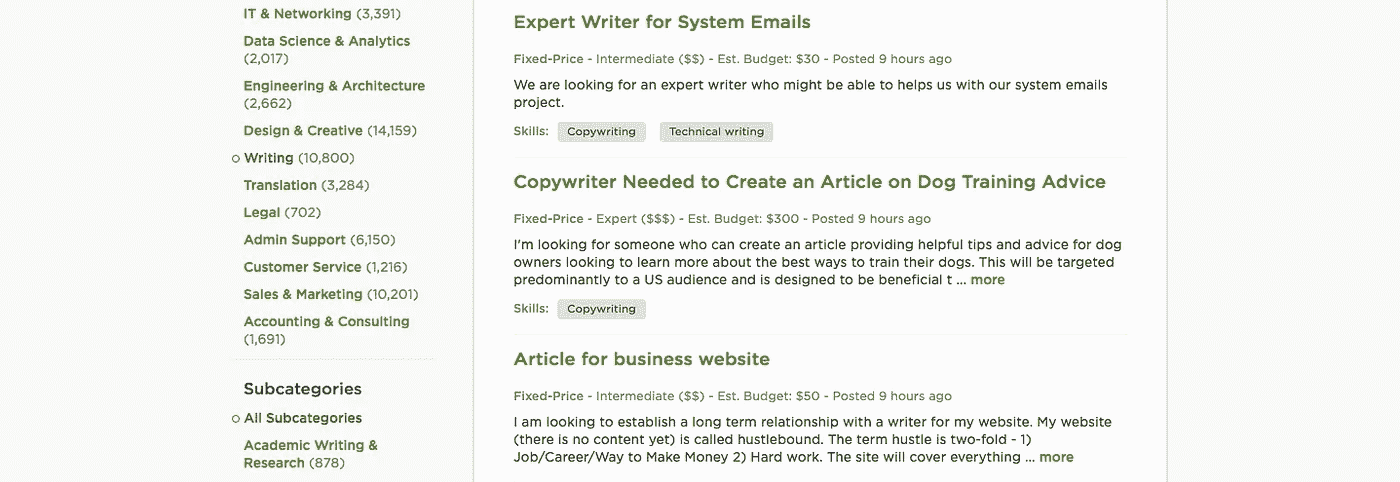 IT & Networking (3,391)
Data Science & Analytics
(2,017)
Engineering & Architecture
(2,662)
Design & Creative (14,159)
Writing (10,800)
Translation (3,284)
Legal (702)
Admin Support (6,150)
Customer Service (1,216)
Sales & Marketing (10,201)
Accounting & Consulting
(1,691)
Subcategories
All Subcategories
Academic Writing &
Research (878)
Expert Writer for System Emails
Fixed-Price - Intermediate ($$) - Est. Budget: $30 - Posted 9 hours ago
We are looking for an expert writer who might be able to helps us with our system emails
project.
Skills: Copywriting Technical writing
Copywriter Needed to Create an Article on Dog Training Advice
Fixed-Price - Expert ($$$) - Est. Budget: $300 - Posted 9 hours ago
I'm looking for someone who can create an article providing helpful tips and advice for dog
owners looking to learn more about the best ways to train their dogs. This will be targeted
predominantly to a US audience and is designed to be beneficial t ... more
Skills: Copywriting
Article for business website
Fixed-Price - Intermediate ($$) - Est. Budget: $50 - Posted 9 hours ago
I am looking to establish a long term relationship with a writer for my website. My website
(there is no content yet) is called hustlebound. The term hustle is two-fold - 1)
Job/Career/Way to Make Money 2) Hard work. The site will cover everything ... more